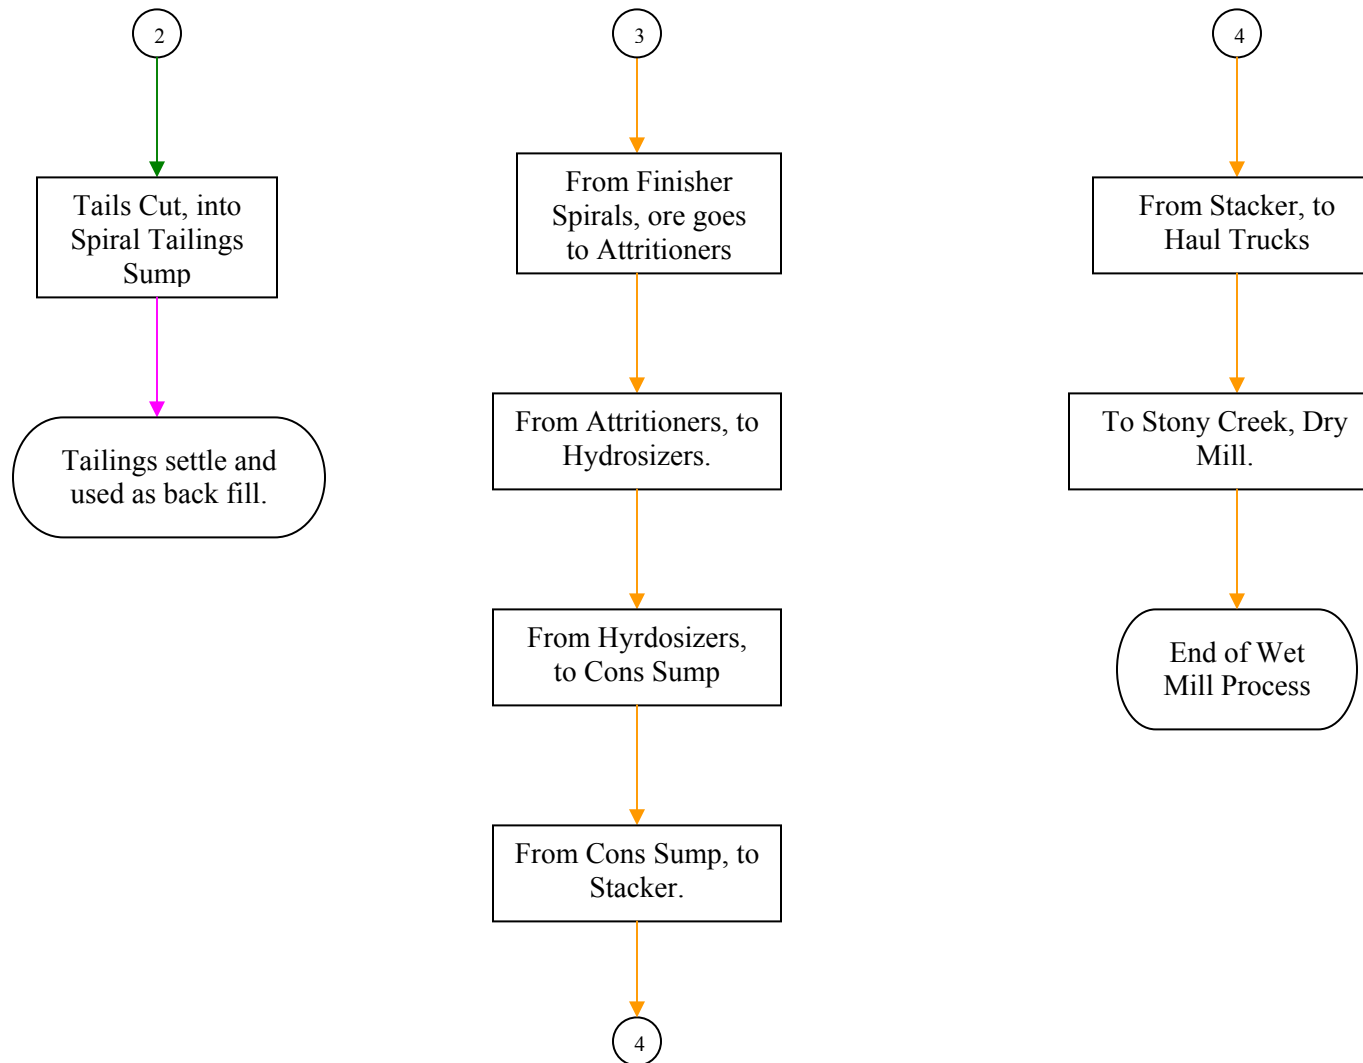 2
Tails Cut, into
Spiral Tailings
Sump
Tailings settle and
used as back fill.
3
From Finisher
Spirals, ore goes
to Attritioners
From Attritioners, to
Hydrosizers.
From Hyrdosizers,
to Cons Sump
From Cons Sump, to
Stacker.
4
4
From Stacker, to
Haul Trucks
To Stony Creek, Dry
Mill.
End of Wet
Mill Process